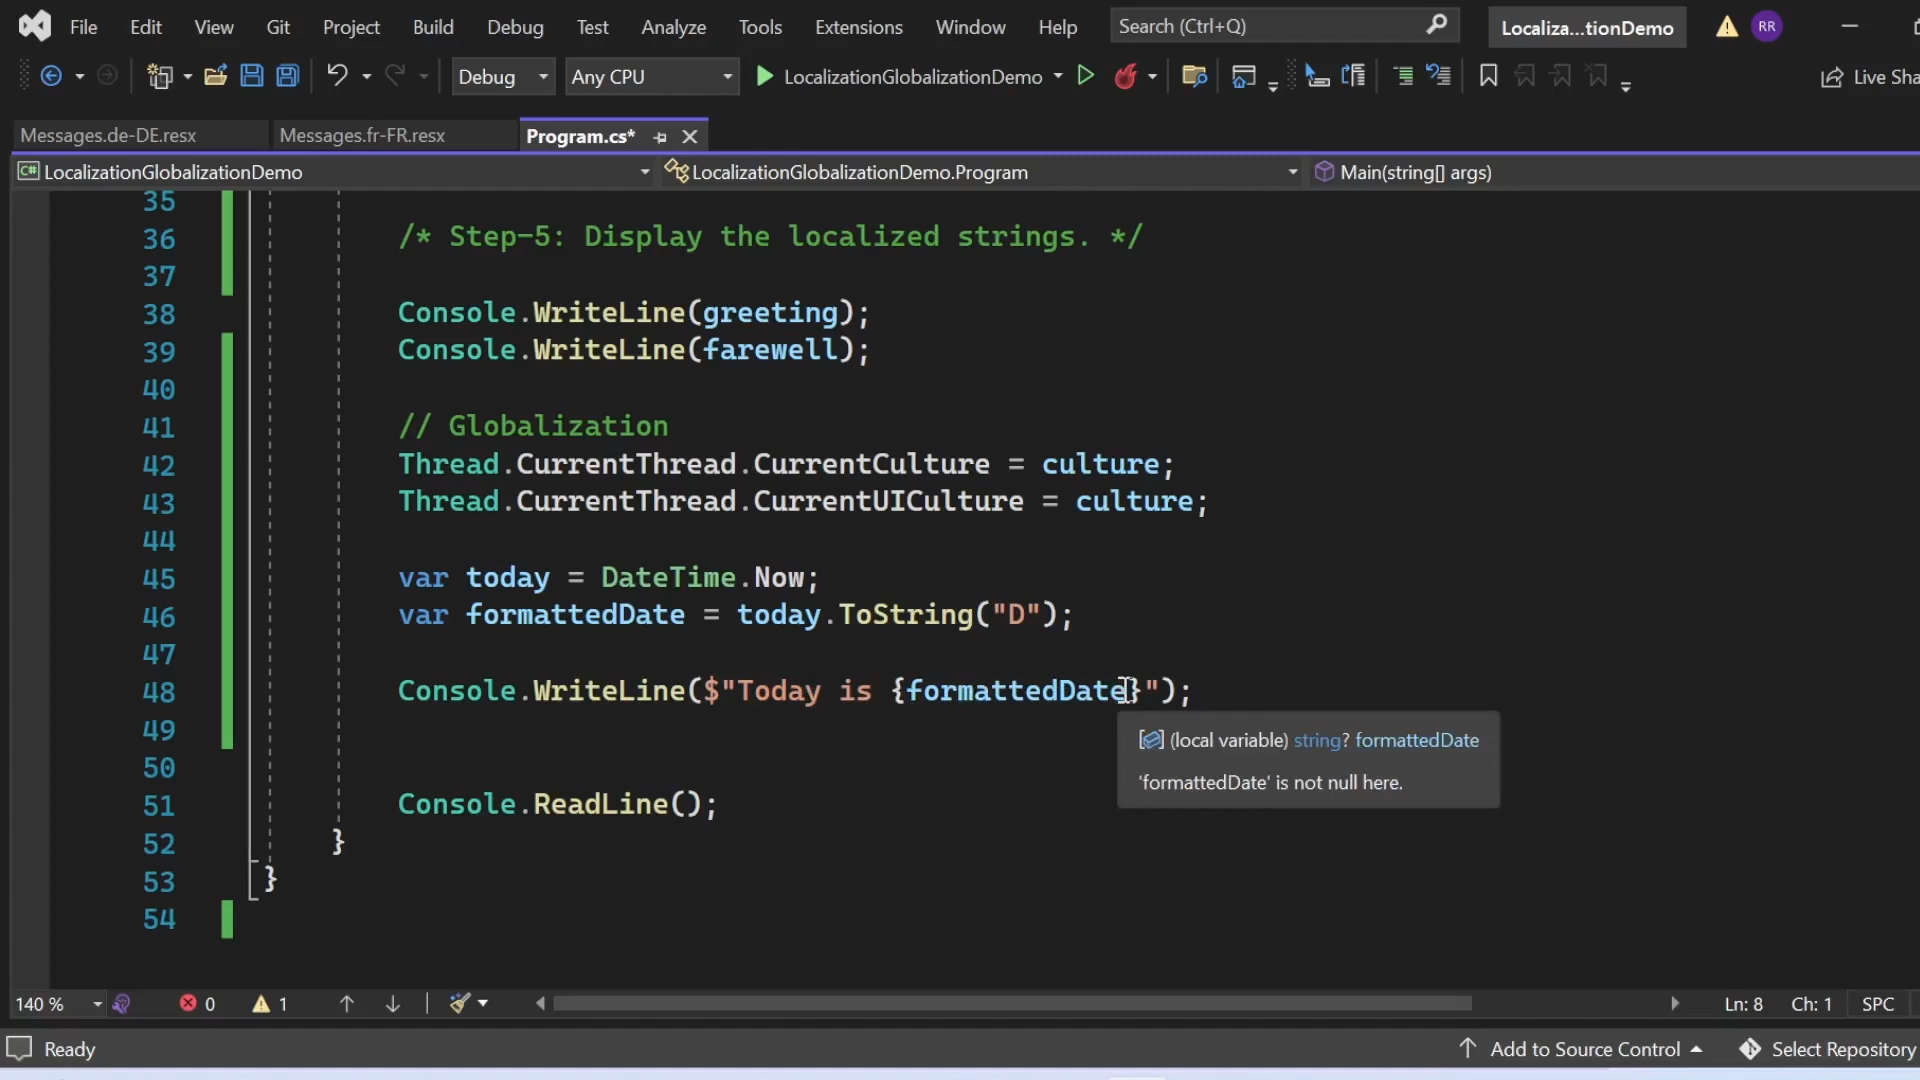 File Edit View Git Project Build Debug Test Analyze Tools Extensions Window Help Search (Ctrl+Q) Localiza...tionDemo RR
Debug Any CPU LocalizationGlobalizationDemo Live Sha
Messages.de-DE.resx Messages.fr-FR.resx Program.cs*
C# LocalizationGlobalizationDemo LocalizationGlobalizationDemo.Program Main(string[] args)
35
36 /* Step-5: Display the localized strings. */
37
38 Console.WriteLine(greeting);
39 Console.WriteLine(farewell);
40
41 // Globalization
42 Thread.CurrentThread.CurrentCulture = culture;
43 Thread.CurrentThread.CurrentUICulture = culture;
44
45 var today = DateTime.Now;
46 var formattedDate = today.ToString("D");
47
48 Console.WriteLine($"Today is {formattedDate}");
49
(local variable) string? formattedDate
50
'formattedDate' is not null here.
51 Console.ReadLine();
52 }
53 }
54
140 % 0 1 Ln: 8 Ch: 1 SPC
Ready Add to Source Control Select Repository